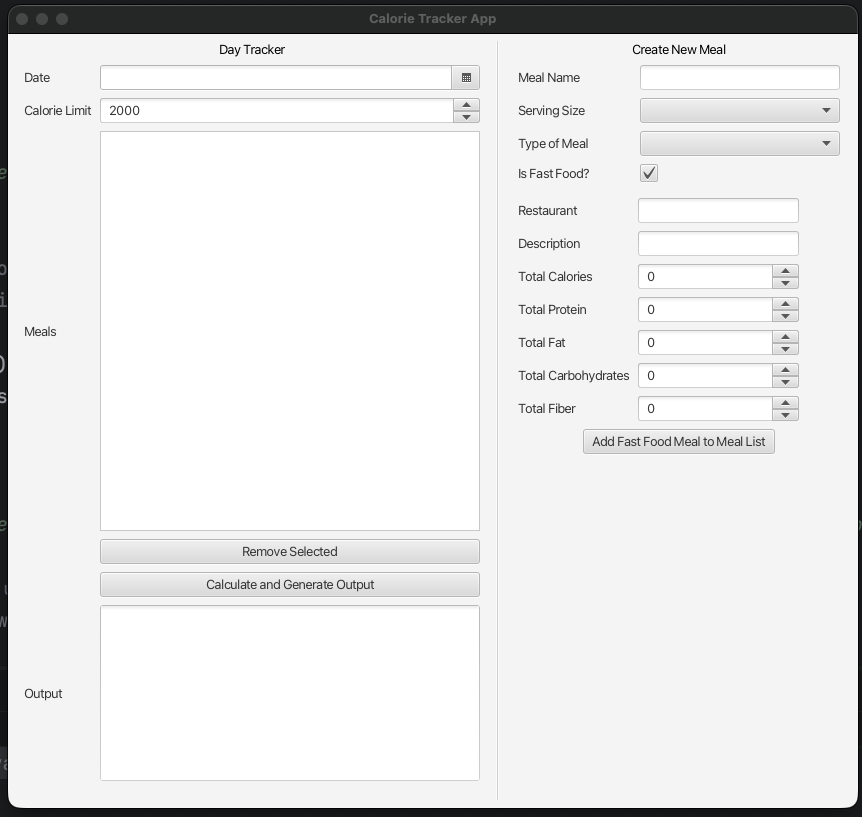 Calorie Tracker App
Day Tracker
Date
Calorie Limit 2000
Meals
Remove Selected
Calculate and Generate Output
Output
Create New Meal
Meal Name
Serving Size
Type of Meal
Is Fast Food?
Restaurant
Description
Total Calories 0
Total Protein 0
Total Fat 0
Total Carbohydrates 0
Total Fiber 0
Add Fast Food Meal to Meal List